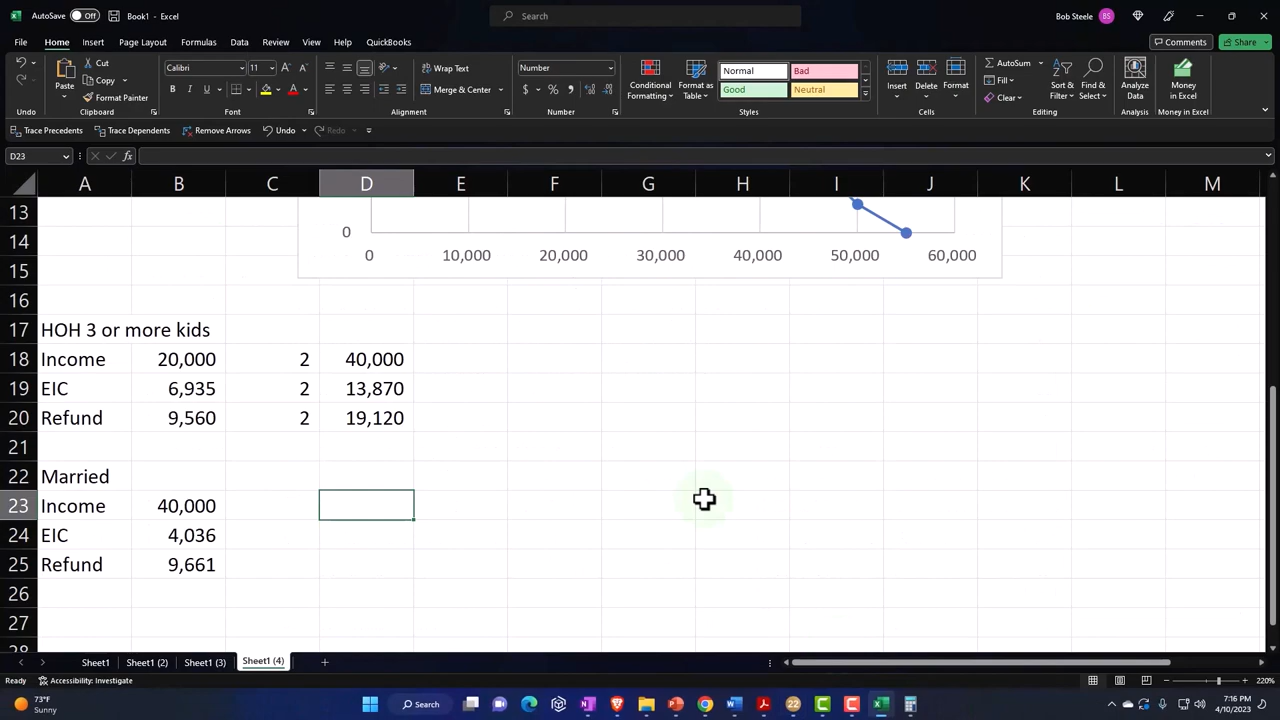 AutoSave Off Book1 - Excel Search Bob Steele BS
File Home Insert Page Layout Formulas Data Review View Help QuickBooks Comments Share
Paste Cut Copy Format Painter
Calibri 11
Wrap Text
Merge & Center
Number
Conditional Formatting
Format as Table
Normal Bad
Good Neutral
Insert Delete Format
AutoSum Fill Clear
Sort & Filter
Find & Select
Analyze Data
Money in Excel
Undo Clipboard Font Alignment Number Styles Cells Editing Analysis Money in Excel
Trace Precedents Trace Dependents Remove Arrows Undo Redo
D23 fx
A B C D E F G H I J K L M
13
14 0
15 0 10,000 20,000 30,000 40,000 50,000 60,000
16
17 HOH 3 or more kids
18 Income 20,000 2 40,000
19 EIC 6,935 2 13,870
20 Refund 9,560 2 19,120
21
22 Married
23 Income 40,000
24 EIC 4,036
25 Refund 9,661
26
27
28
Sheet1 Sheet1 (2) Sheet1 (3) Sheet1 (4)
Ready Accessibility: Investigate 220%
73°F
Sunny
Search
22
7:16 PM
4/10/2023